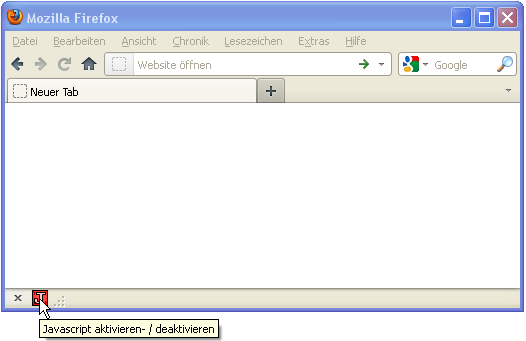 Mozilla Firefox
Datei Bearbeiten Ansicht Chronik Lesezeichen Extras Hilfe
Website öffnen Google
Neuer Tab
Javascript aktivieren- / deaktivieren